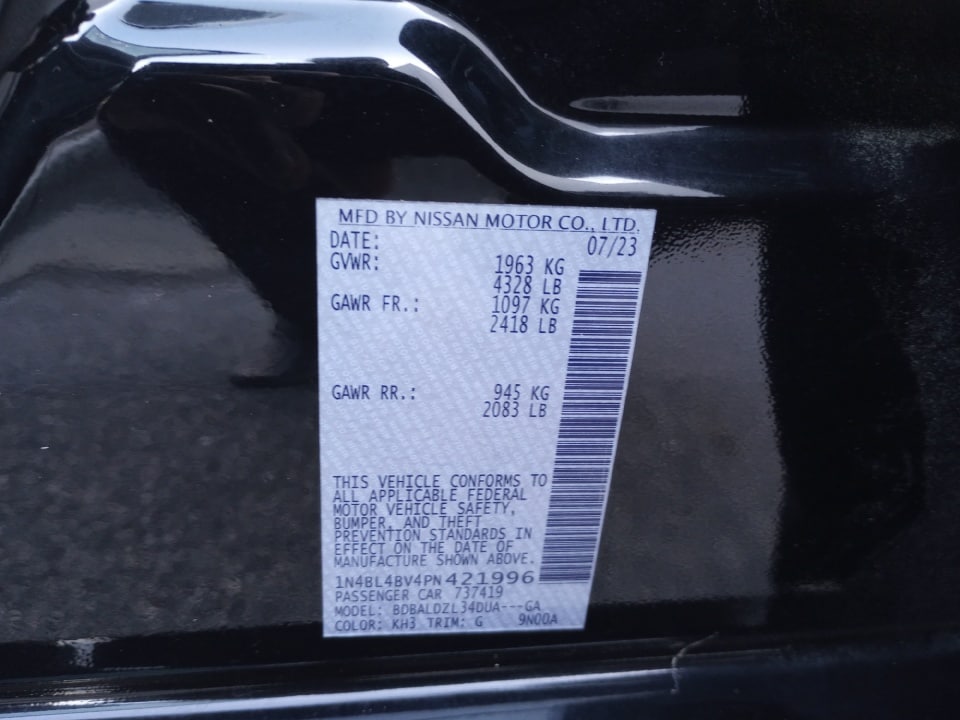 MFD BY NISSAN MOTOR CO., LTD.
DATE: 07/23
GVWR: 1963 KG
4328 LB
GAWR FR.: 1097 KG
2418 LB
GAWR RR.: 945 KG
2083 LB
THIS VEHICLE CONFORMS TO
ALL APPLICABLE FEDERAL
MOTOR VEHICLE SAFETY,
BUMPER, AND THEFT
PREVENTION STANDARDS IN
EFFECT ON THE DATE OF
MANUFACTURE SHOWN ABOVE.
1N4BL4BV4PN421996
PASSENGER CAR 737419
MODEL: BDBALDZL34DUA---GA
COLOR: KH3 TRIM: G 9N00A